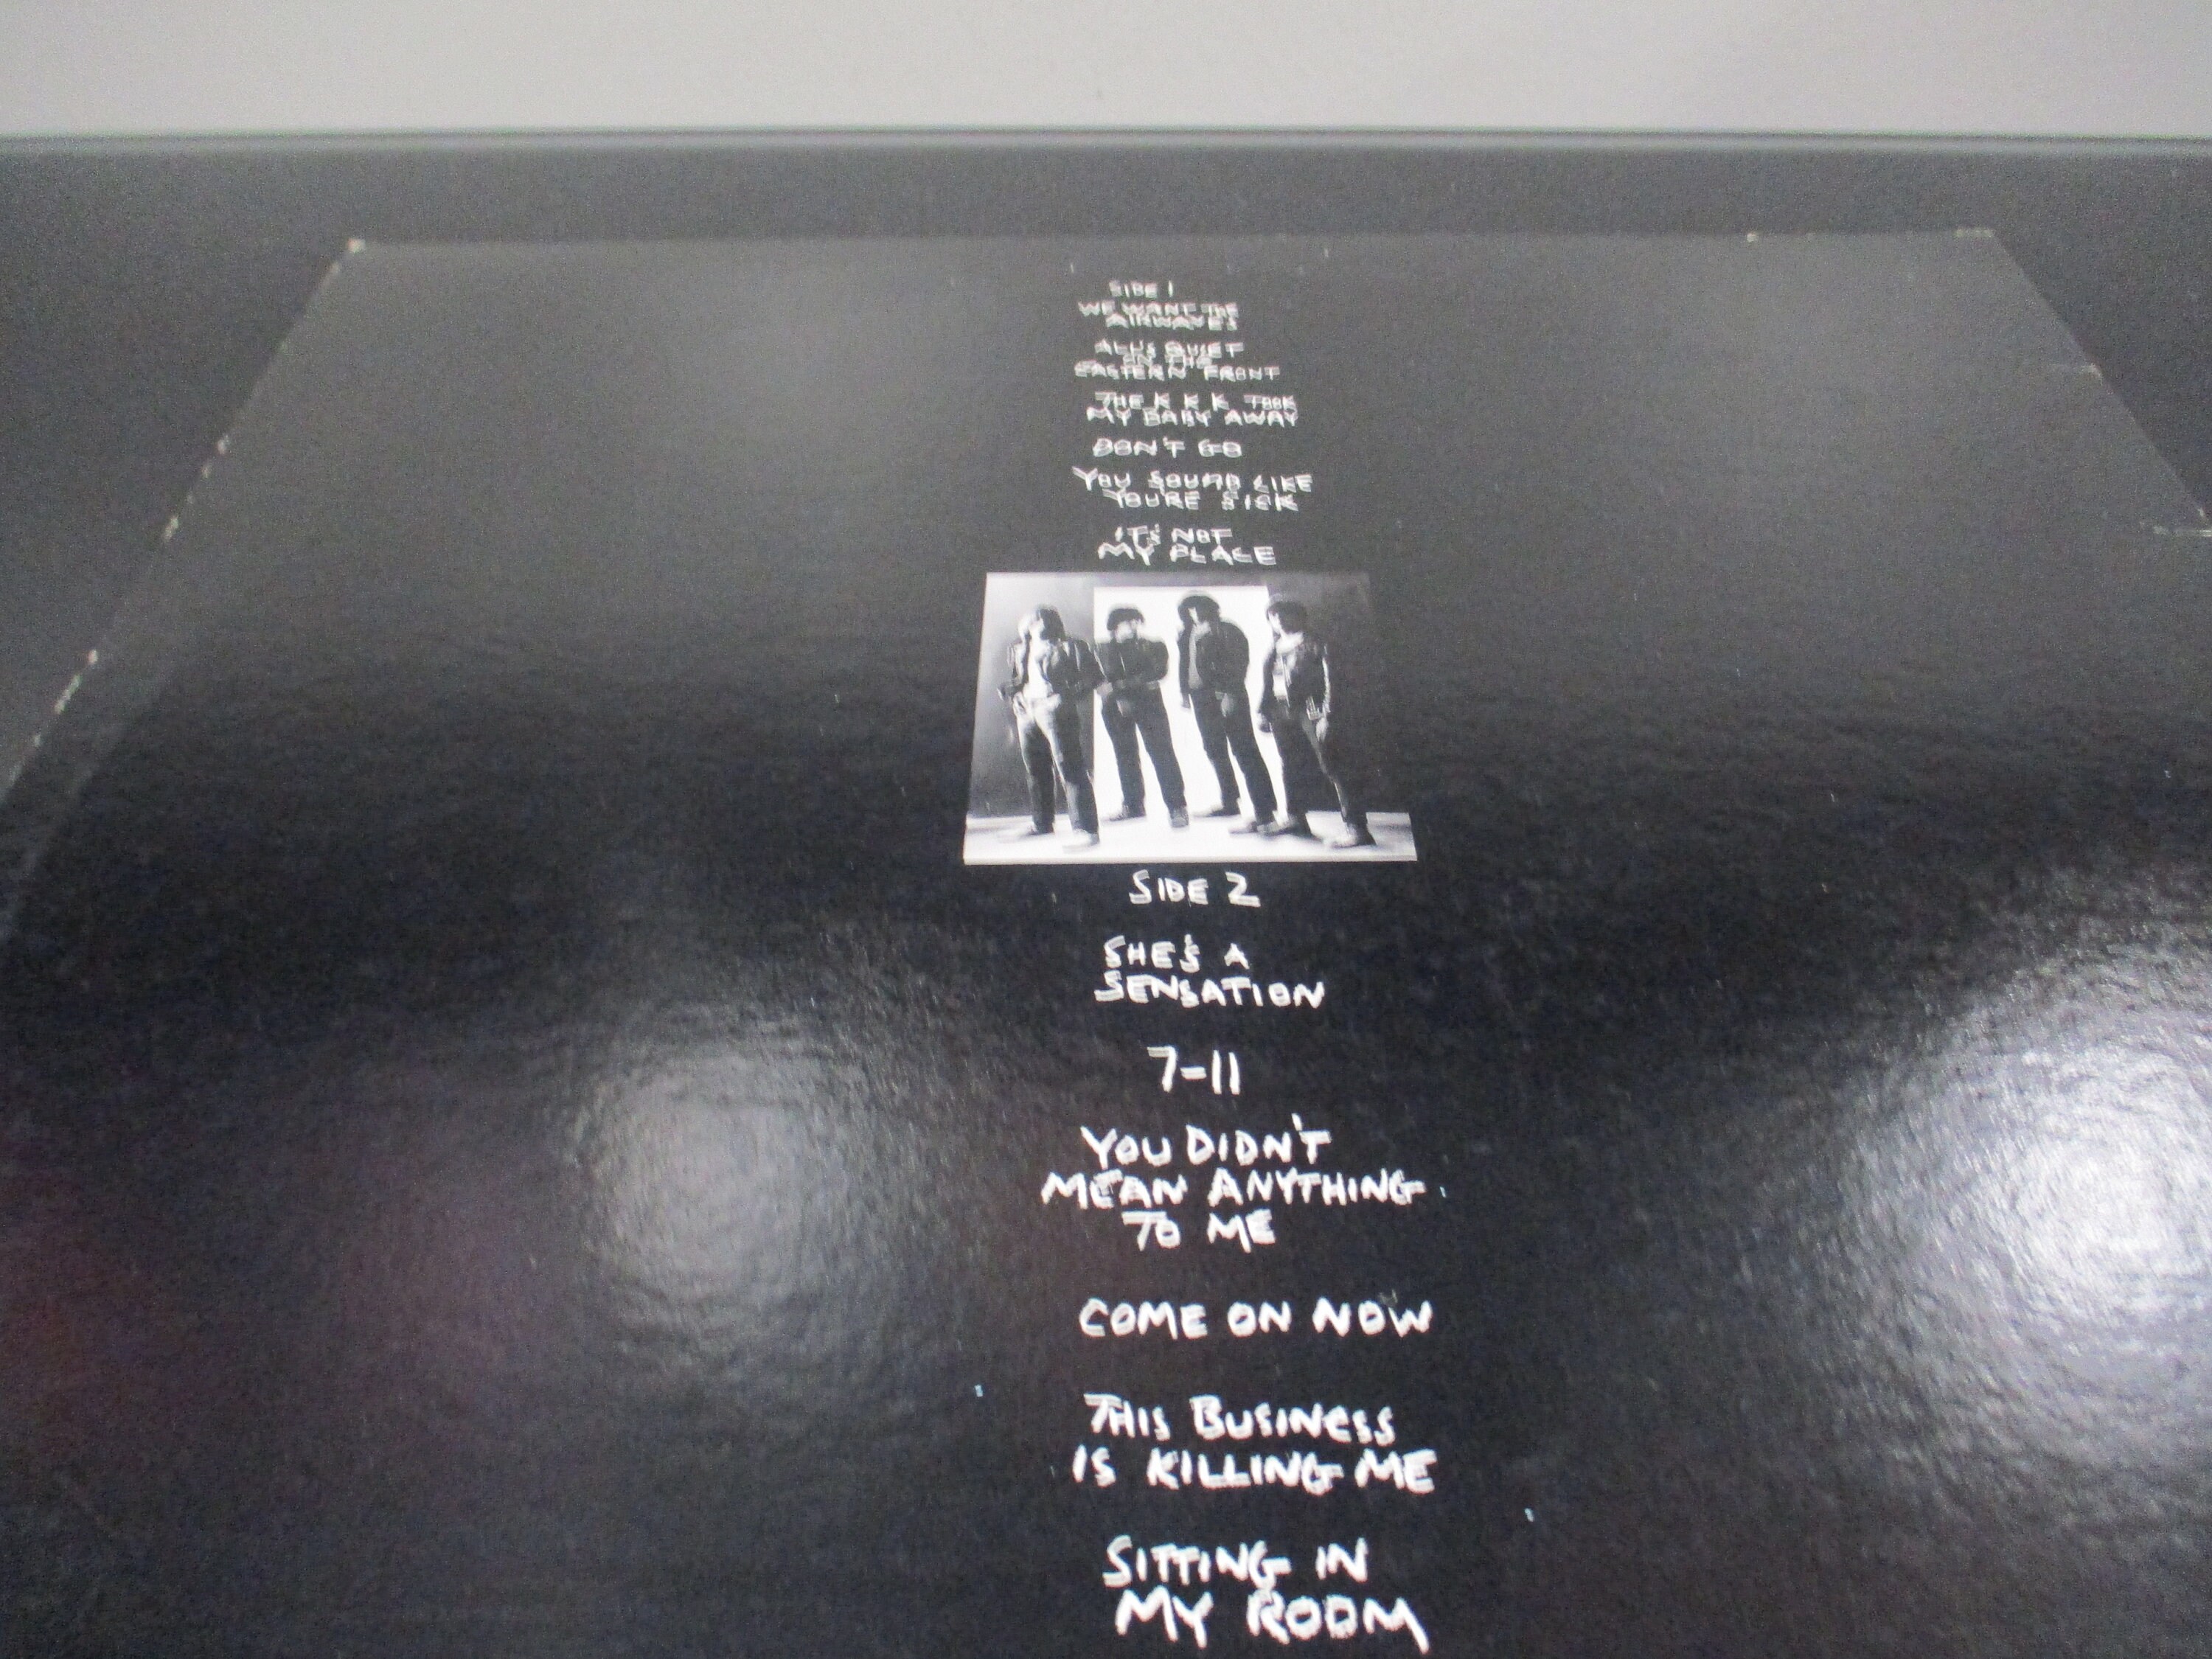 SIDE 1
WE WANT THE
AIRWAVES
ALL'S QUIET
ON THE
EASTERN FRONT
THE K K K TOOK
MY BABY AWAY
DON'T GO
YOU SOUND LIKE
YOU'RE SICK
IT'S NOT
MY PLACE
SIDE 2
SHE'S A
SENSATION
7-11
YOU DIDN'T
MEAN ANYTHING
TO ME
COME ON NOW
THIS BUSINESS
IS KILLING ME
SITTING IN
MY ROOM